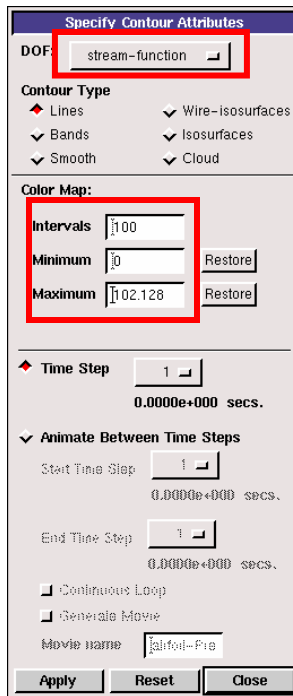 Specify Contour Attributes
DOF: stream-function
Contour Type
Lines Wire-isosurfaces
Bands Isosurfaces
Smooth Cloud
Color Map:
Intervals 100
Minimum 0 Restore
Maximum 102.128 Restore
Time Step 1
0.0000e+000 secs.
Animate Between Time Steps
Start Time Step 1
0.0000e+000 secs.
End Time Step 1
0.0000e+000 secs.
Continuous Loop
Generate Movie
Movie name
Apply Reset Close